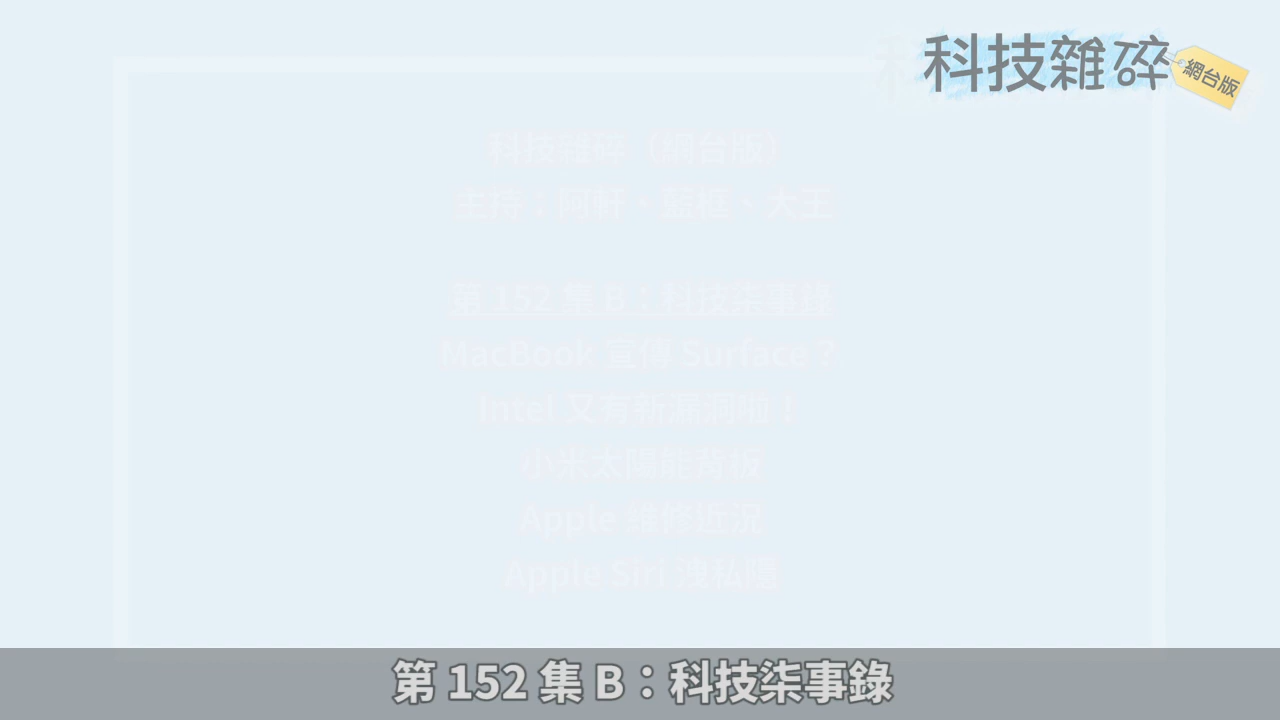 科技雜碎
網台版
科技雜碎（網台版）
主持：阿軒、藍框、大王
第 152 集 B：科技柒事錄
MacBook 宣傳 Surface？
Intel 又有新漏洞啦！
小米太陽能背板
Apple 維修近況
Apple Siri 洩私隱
第 152 集 B：科技柒事錄